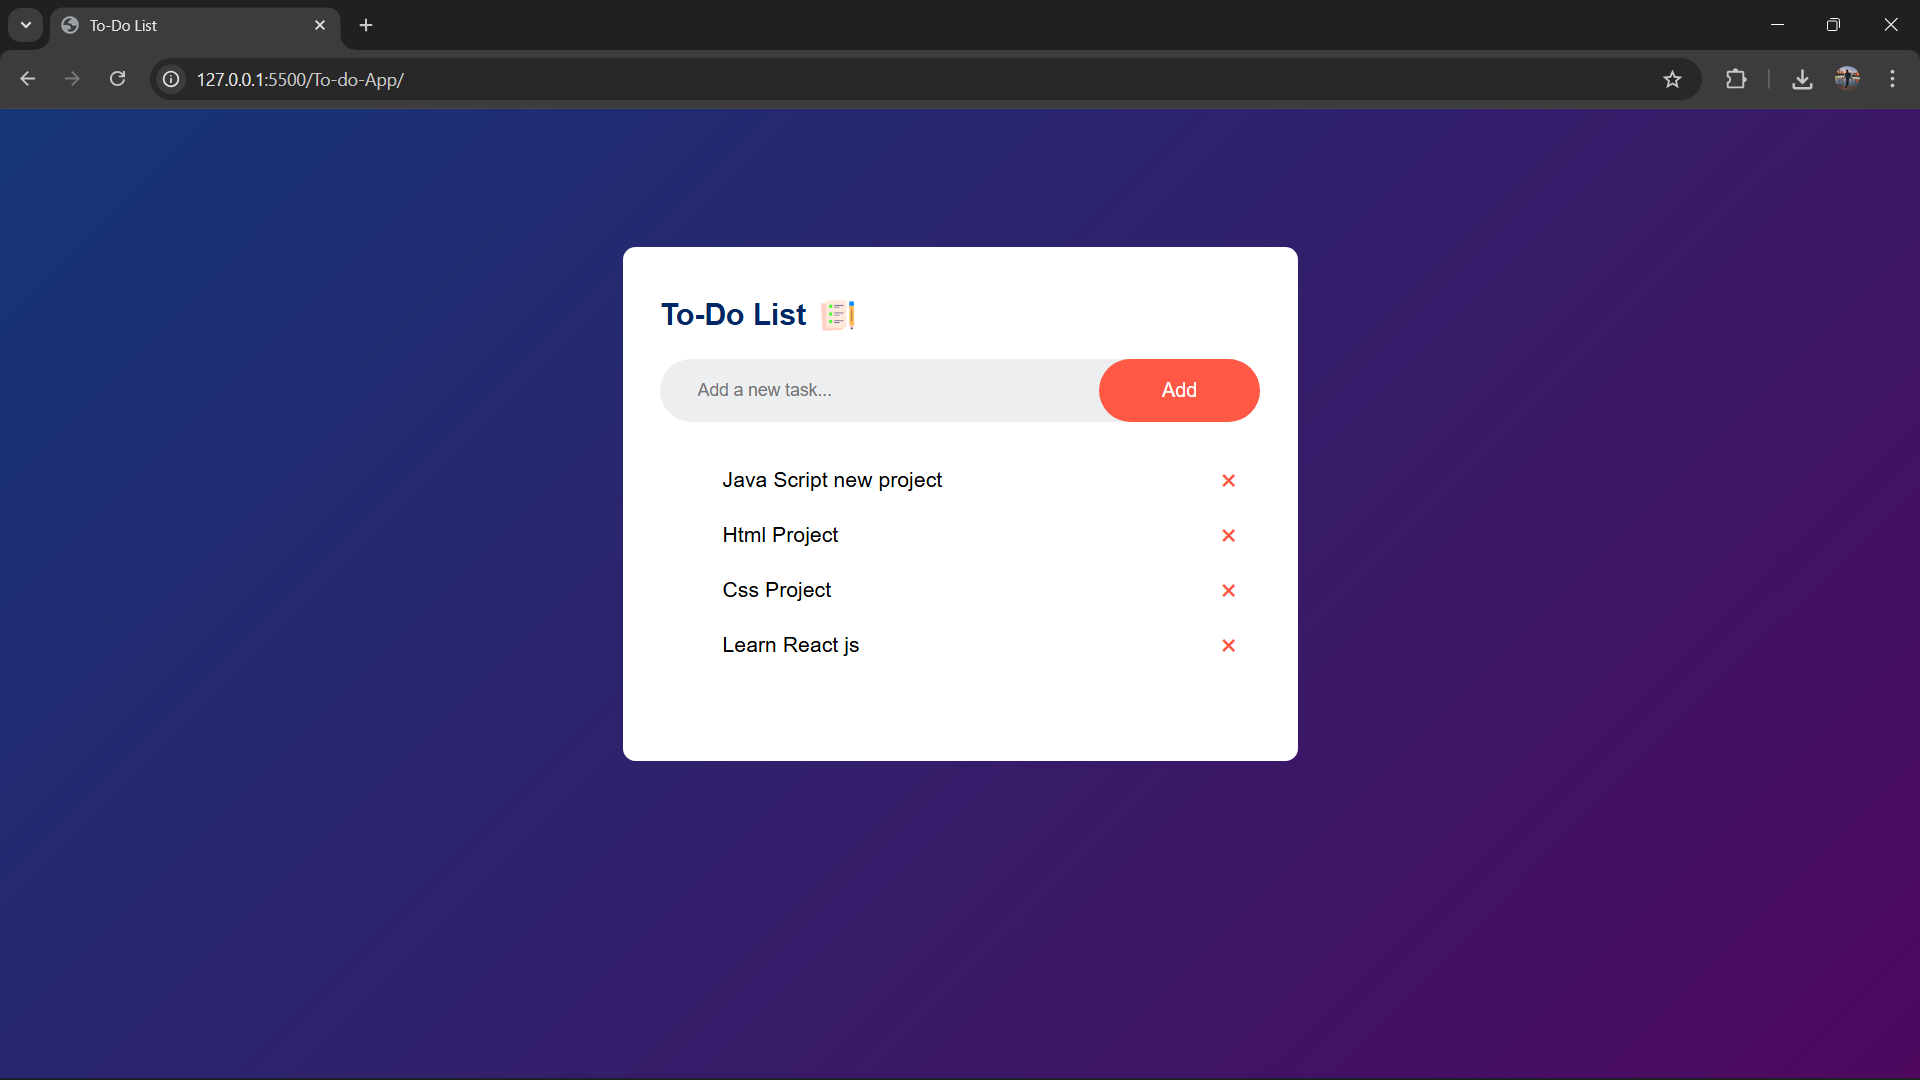 To-Do List
127.0.0.1:5500/To-do-App/
To-Do List
Add a new task...
Add
Java Script new project
Html Project
Css Project
Learn React js